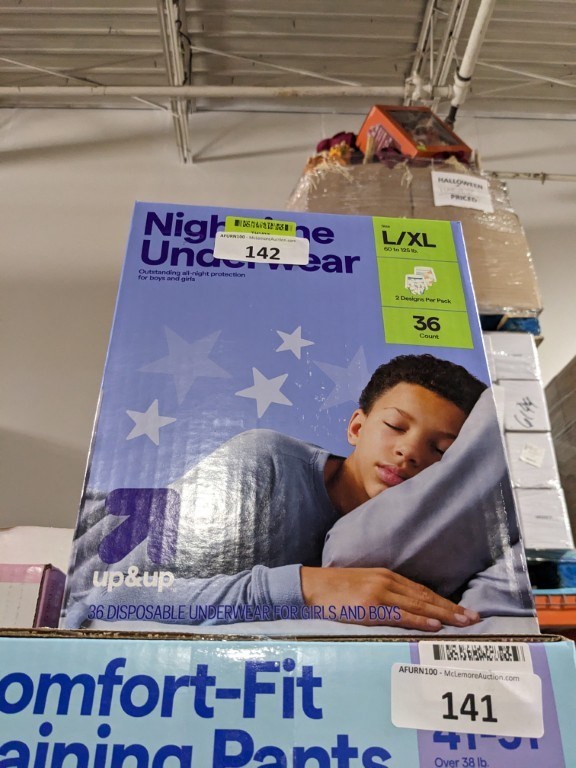 HALLOWEEN
PRICED
Nighttime
AFURN100 - McLemoreAuction.com
142
Underwear
Outstanding all-night protection
for boys and girls
Size
L/XL
60 to 125 lb.
2 Designs Per Pack
36
Count
up&up
36 DISPOSABLE UNDERWEAR FOR GIRLS AND BOYS
AFURN100 - McLemoreAuction.com
141
omfort-Fit
aining Pants
Over 38 lb.